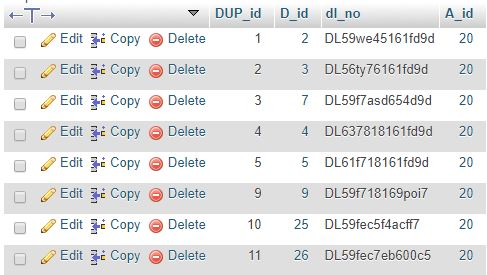 DUP_id D_id dl_no A_id
Edit Copy Delete 1 2 DL59we45161fd9d 20
Edit Copy Delete 2 3 DL56ty76161fd9d 20
Edit Copy Delete 3 7 DL59f7asd654d9d 20
Edit Copy Delete 4 4 DL637818161fd9d 20
Edit Copy Delete 5 5 DL61f718161fd9d 20
Edit Copy Delete 9 9 DL59f718169poi7 20
Edit Copy Delete 10 25 DL59fec5f4acff7 20
Edit Copy Delete 11 26 DL59fec7eb600c5 20